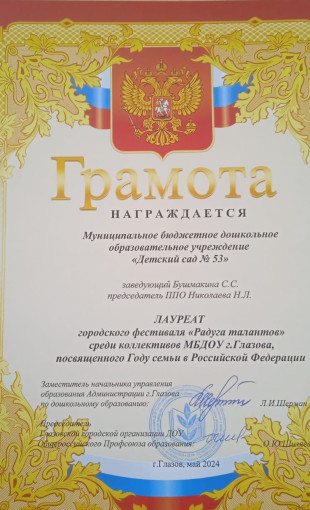 Грамота
НАГРАЖДАЕТСЯ
Муниципальное бюджетное дошкольное
образовательное учреждение
«Детский сад № 53»
заведующий Бушмакина С.С.
председатель ППО Николаева Н.Л.
ЛАУРЕАТ
городского фестиваля «Радуга талантов»
среди коллективов МБДОУ г.Глазова,
посвященного Году семьи в Российской Федерации
Заместитель начальника управления
образования Администрации г.Глазова
по дошкольному образованию: Л.И.Шерман
Председатель
Глазовской городской организации ДОУ
Общероссийского Профсоюза образования: О.Ю.
г.Глазов, май 2024